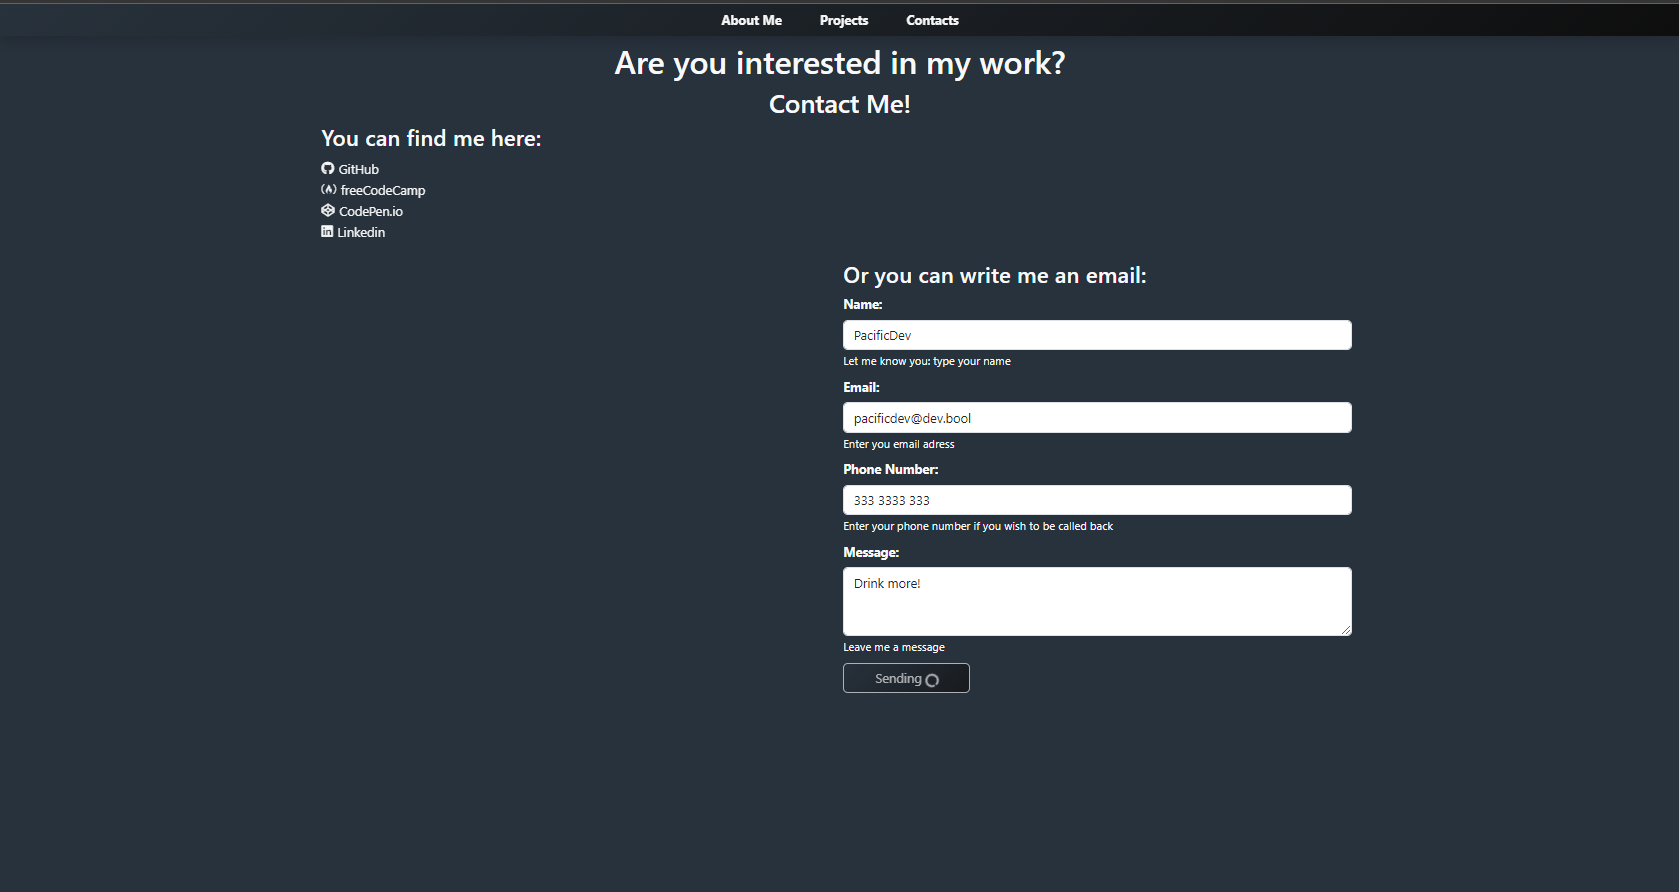 About Me Projects Contacts
Are you interested in my work?
Contact Me!
You can find me here:
GitHub
freeCodeCamp
CodePen.io
Linkedin
Or you can write me an email:
Name:
PacificDev
Let me know you: type your name
Email:
pacificdev@dev.bool
Enter you email adress
Phone Number:
333 3333 333
Enter your phone number if you wish to be called back
Message:
Drink more!
Leave me a message
Sending